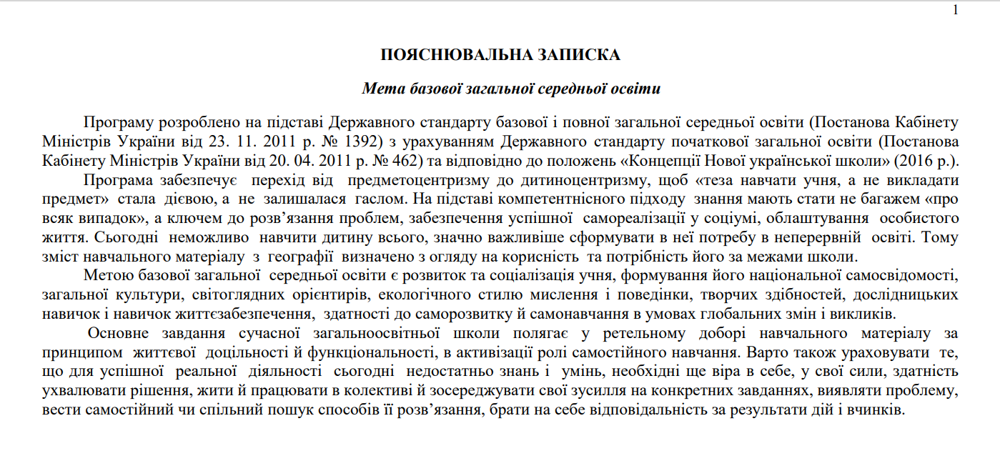 1
ПОЯСНЮВАЛЬНА ЗАПИСКА
Мета базової загальної середньої освіти
Програму розроблено на підставі Державного стандарту базової і повної загальної середньої освіти (Постанова Кабінету
Міністрів України від 23. 11. 2011 р. № 1392) з урахуванням Державного стандарту початкової загальної освіти (Постанова
Кабінету Міністрів України від 20. 04. 2011 р. № 462) та відповідно до положень «Концепції Нової української школи» (2016 р.).
Програма забезпечує перехід від предметоцентризму до дитиноцентризму, щоб «теза навчати учня, а не викладати
предмет» стала дієвою, а не залишалася гаслом. На підставі компетентнісного підходу знання мають стати не багажем «про
всяк випадок», а ключем до розв’язання проблем, забезпечення успішної самореалізації у соціумі, облаштування особистого
життя. Сьогодні неможливо навчити дитину всього, значно важливіше сформувати в неї потребу в неперервній освіті. Тому
зміст навчального матеріалу з географії визначено з огляду на корисність та потрібність його за межами школи.
Метою базової загальної середньої освіти є розвиток та соціалізація учня, формування його національної самосвідомості,
загальної культури, світоглядних орієнтирів, екологічного стилю мислення і поведінки, творчих здібностей, дослідницьких
навичок і навичок життєзабезпечення, здатності до саморозвитку й самонавчання в умовах глобальних змін і викликів.
Основне завдання сучасної загальноосвітньої школи полягає у ретельному доборі навчального матеріалу за
принципом життєвої доцільності й функціональності, в активізації ролі самостійного навчання. Варто також ураховувати те,
що для успішної реальної діяльності сьогодні недостатньо знань і умінь, необхідні ще віра в себе, у свої сили, здатність
ухвалювати рішення, жити й працювати в колективі й зосереджувати свої зусилля на конкретних завданнях, виявляти проблему,
вести самостійний чи спільний пошук способів її розв’язання, брати на себе відповідальність за результати дій і вчинків.